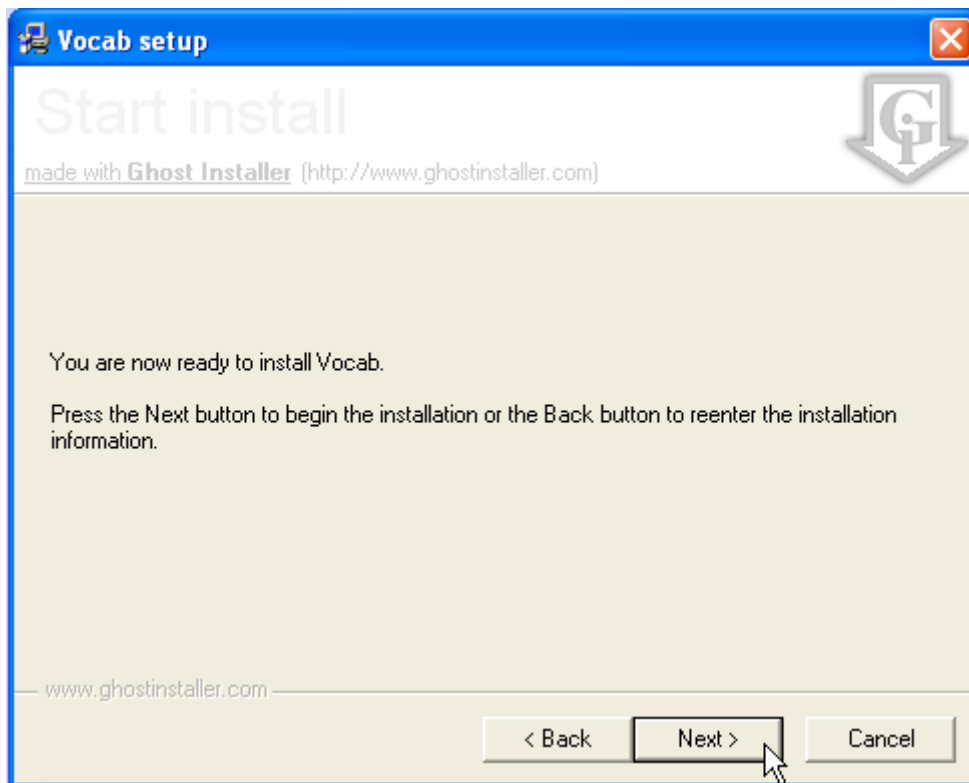 Vocab setup
Start install
made with Ghost Installer (http://www.ghostinstaller.com)
GI
You are now ready to install Vocab.
Press the Next button to begin the installation or the Back button to reenter the installation
information.
www.ghostinstaller.com
< Back Next > Cancel